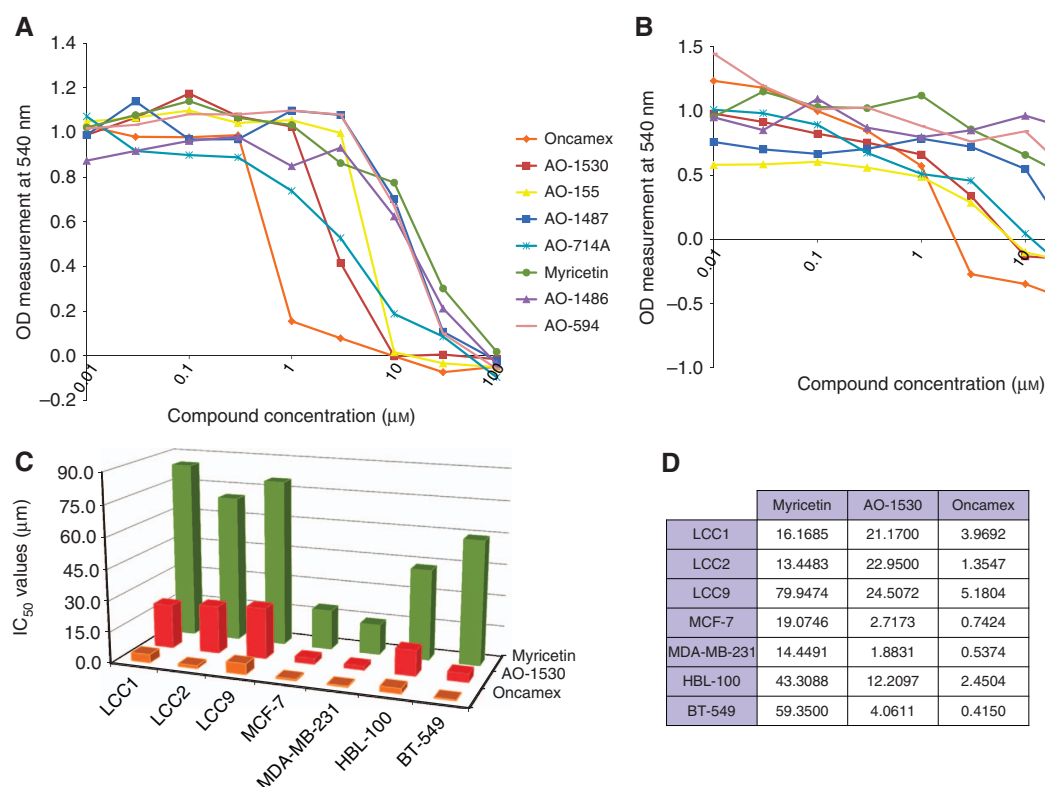 A
1.4
1.2
1.0
0.8
0.6
0.4
0.2
0.0
–0.2
OD measurement at 540 nm
0.01
0.1
1
10
100
Compound concentration (μM)
Oncamex
AO-1530
AO-155
AO-1487
AO-714A
Myricetin
AO-1486
AO-594
B
1.5
1.0
0.5
0.0
–0.5
–1.0
OD measurement at 540 nm
0.01
0.1
1
10
Compound concentration (μM)
C
90.0
75.0
60.0
45.0
30.0
15.0
0.0
IC50 values (μm)
LCC1
LCC2
LCC9
MCF-7
MDA-MB-231
HBL-100
BT-549
Myricetin
AO-1530
Oncamex
D
Myricetin AO-1530 Oncamex
LCC1 16.1685 21.1700 3.9692
LCC2 13.4483 22.9500 1.3547
LCC9 79.9474 24.5072 5.1804
MCF-7 19.0746 2.7173 0.7424
MDA-MB-231 14.4491 1.8831 0.5374
HBL-100 43.3088 12.2097 2.4504
BT-549 59.3500 4.0611 0.4150